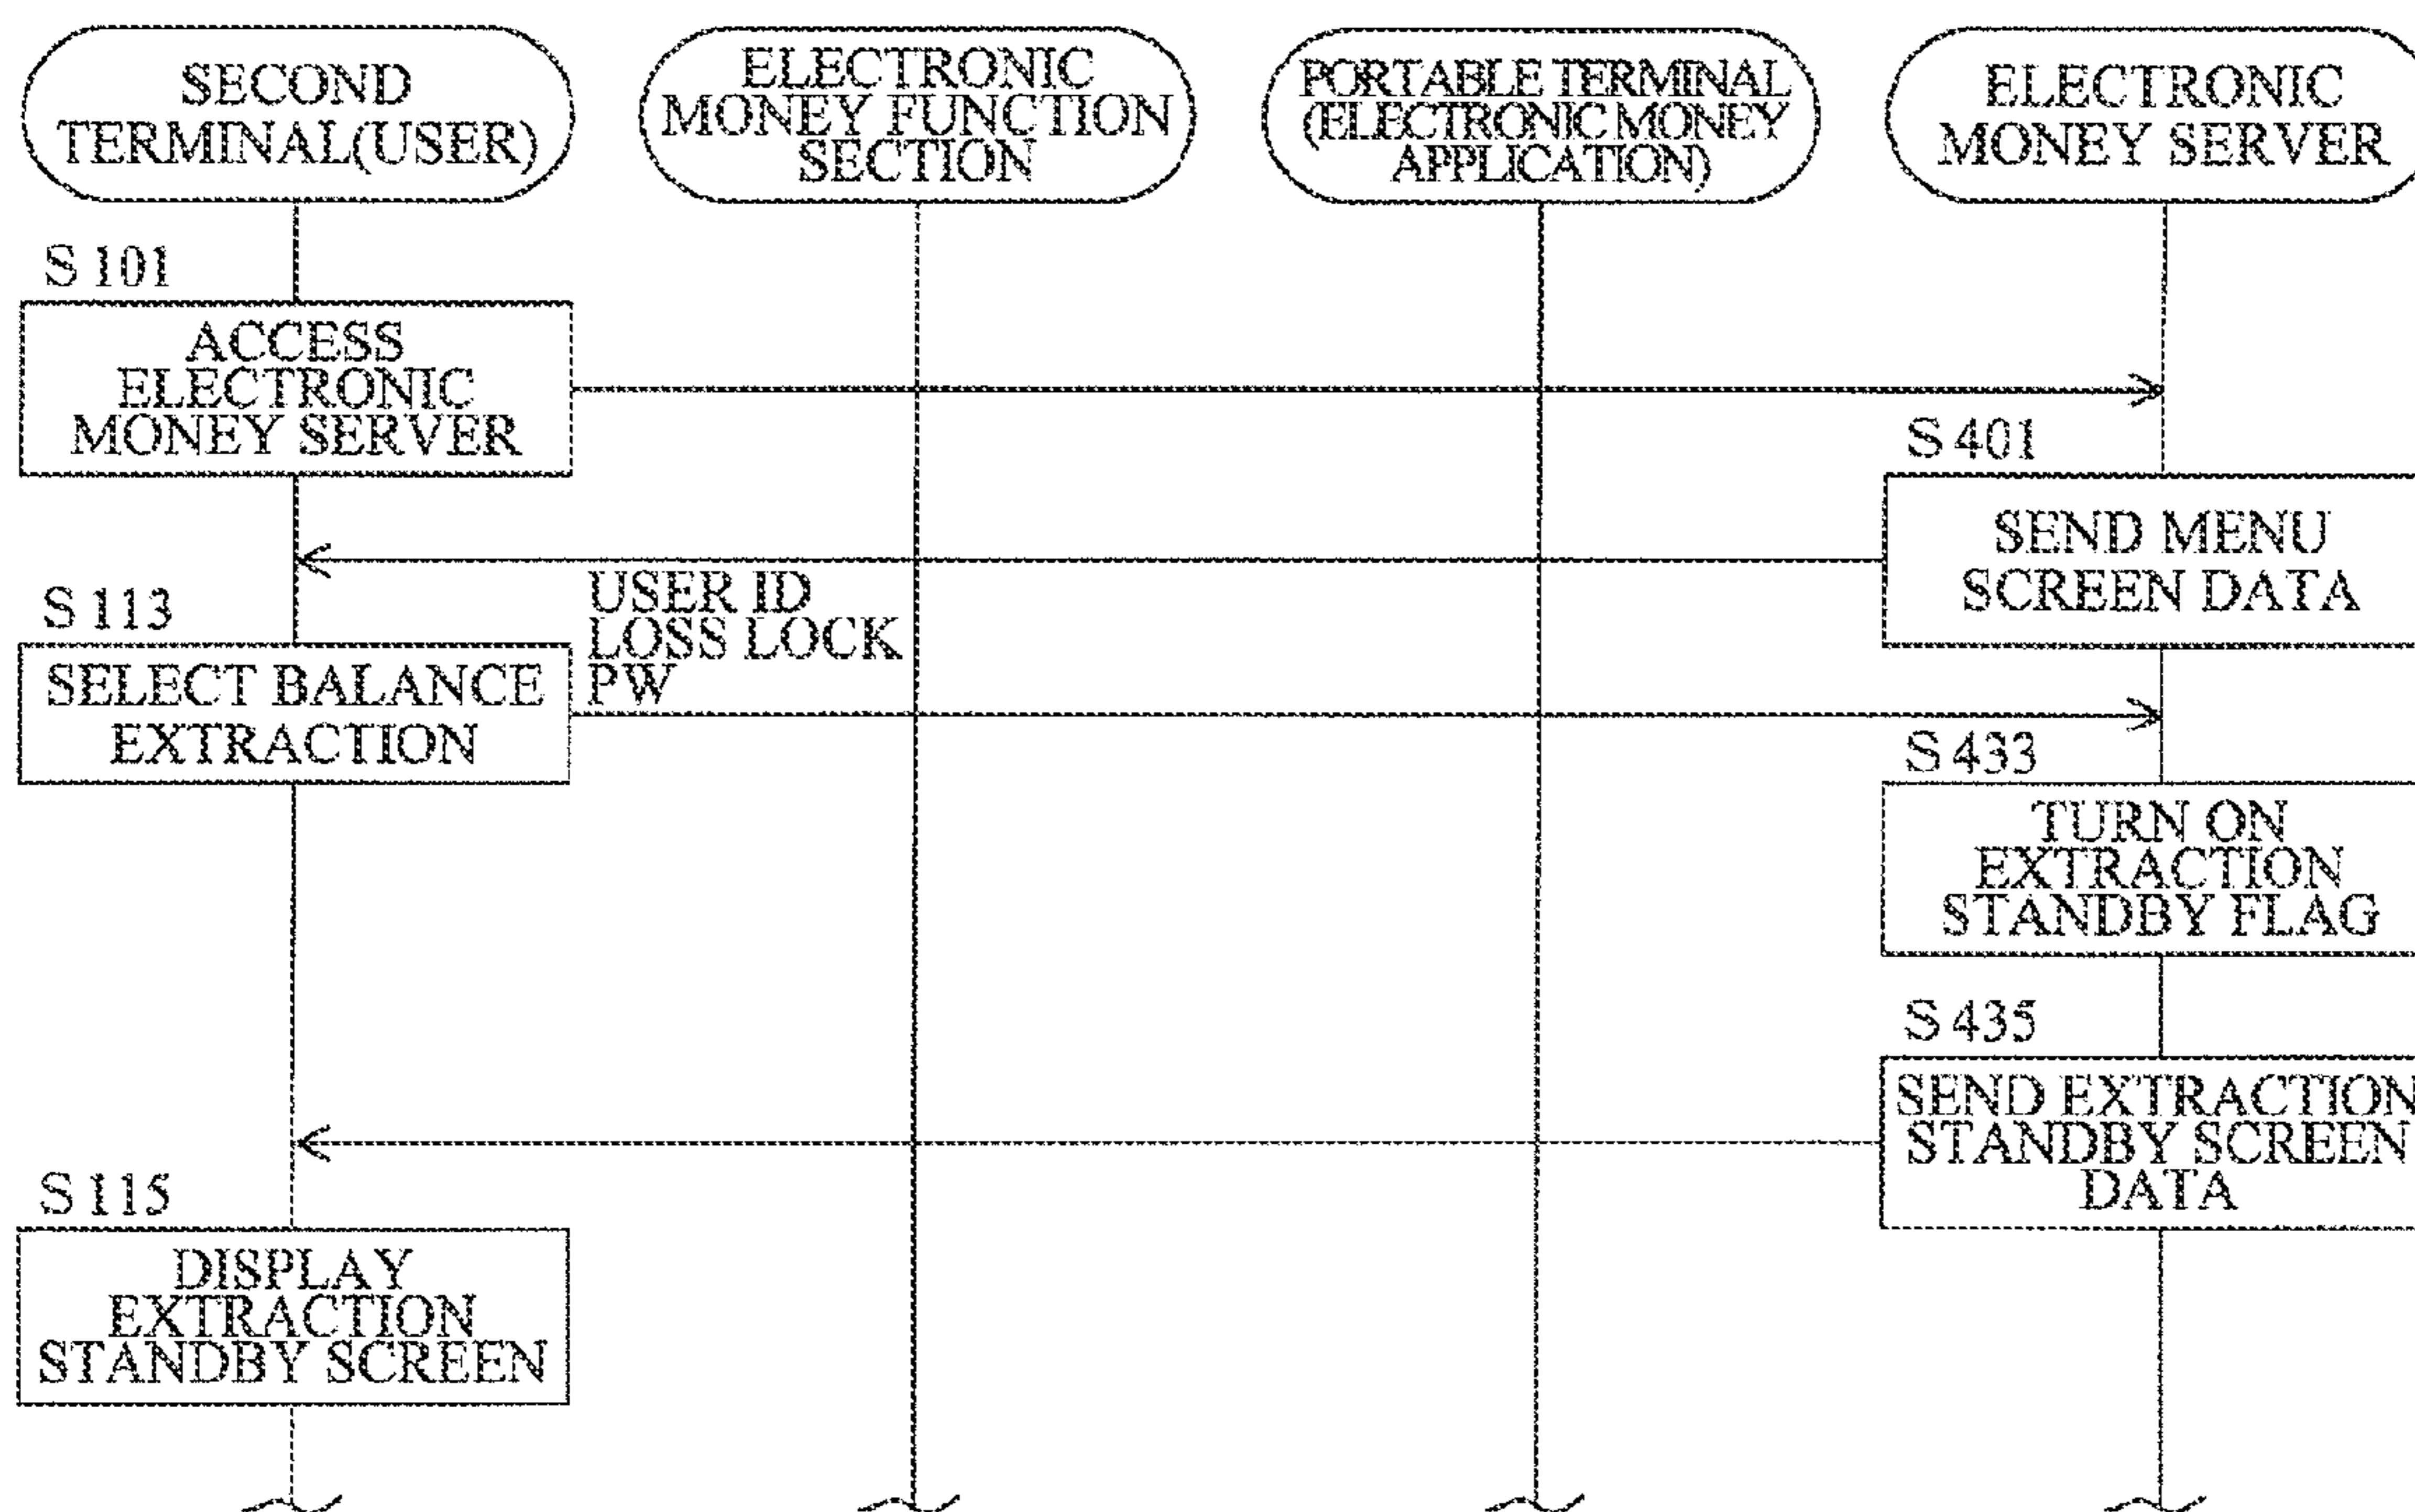 SECOND
TERMINAL(USER)
ELECTRONIC
MONEY FUNCTION
SECTION
PORTABLE TERMINAL
(ELECTRONIC MONEY
APPLICATION)
ELECTRONIC
MONEY SERVER
S 101
ACCESS
ELECTRONIC
MONEY SERVER
S 401
SEND MENU
SCREEN DATA
S 113
SELECT BALANCE
EXTRACTION
USER ID
LOSS LOCK
PW
S 433
TURN ON
EXTRACTION
STANDBY FLAG
S 435
SEND EXTRACTION
STANDBY SCREEN
DATA
S 115
DISPLAY
EXTRACTION
STANDBY SCREEN